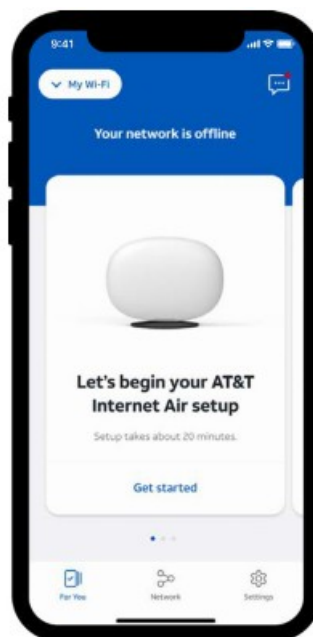 9:41
My Wi-Fi
Your network is offline
Let's begin your AT&T
Internet Air setup
Setup takes about 20 minutes.
Get started
For You
Network
Settings